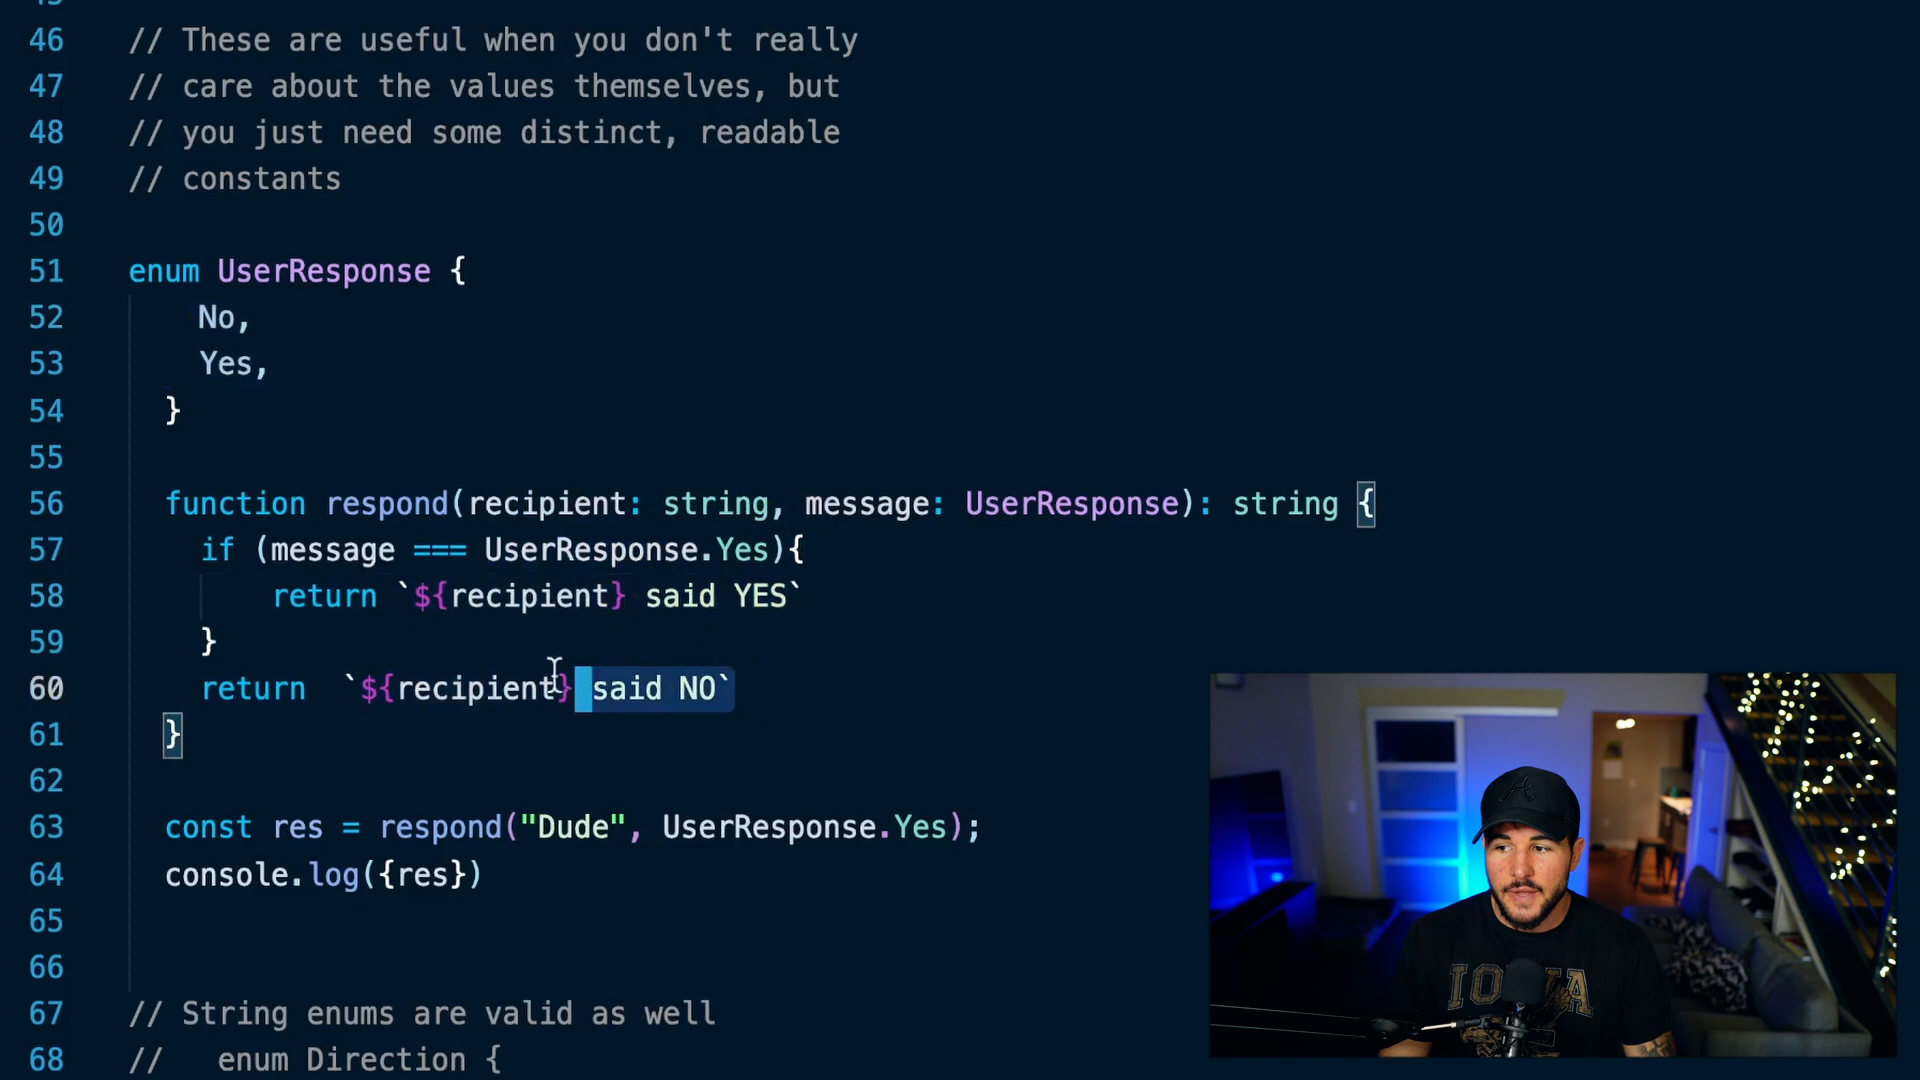 46 // These are useful when you don't really
47 // care about the values themselves, but
48 // you just need some distinct, readable
49 // constants
50
51 enum UserResponse {
52 No,
53 Yes,
54 }
55
56 function respond(recipient: string, message: UserResponse): string {
57 if (message === UserResponse.Yes){
58 return `${recipient} said YES`
59 }
60 return `${recipient} said NO`
61 }
62
63 const res = respond("Dude", UserResponse.Yes);
64 console.log({res})
65
66
67 // String enums are valid as well
68 // enum Direction {
IOWA